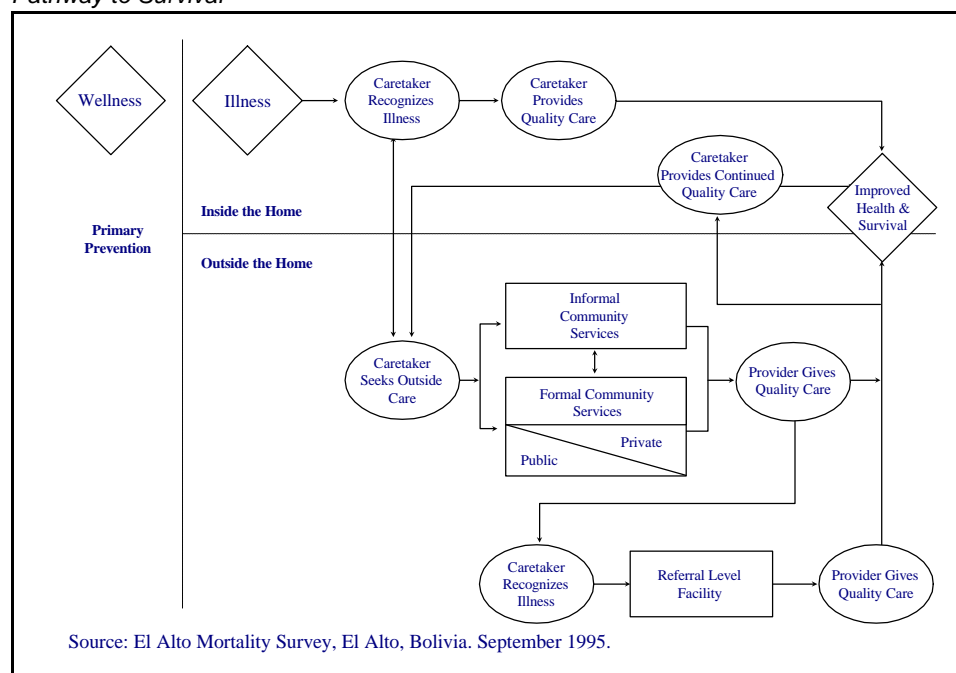 Pathway to Survival
Wellness
Illness
Caretaker
Recognizes
Illness
Caretaker
Provides
Quality Care
Caretaker
Provides Continued
Quality Care
Improved
Health &
Survival
Inside the Home
Primary
Prevention
Outside the Home
Informal
Community
Services
Caretaker
Seeks Outside
Care
Provider Gives
Quality Care
Formal Community
Services
Private
Public
Caretaker
Recognizes
Illness
Referral Level
Facility
Provider Gives
Quality Care
Source: El Alto Mortality Survey, El Alto, Bolivia. September 1995.